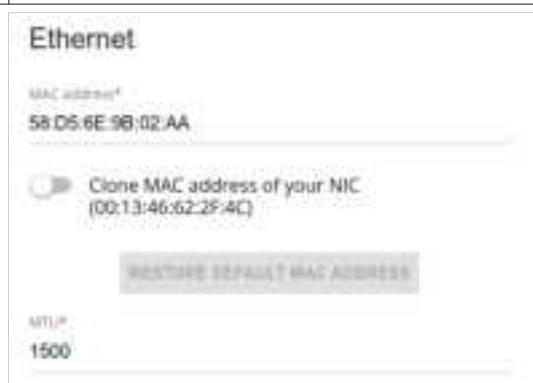 Ethernet
MAC address*
58:D5:6E:9B:02:AA
Clone MAC address of your NIC
(00:13:46:62:2F:4C)
RESTORE DEFAULT MAC ADDRESS
MTU*
1500